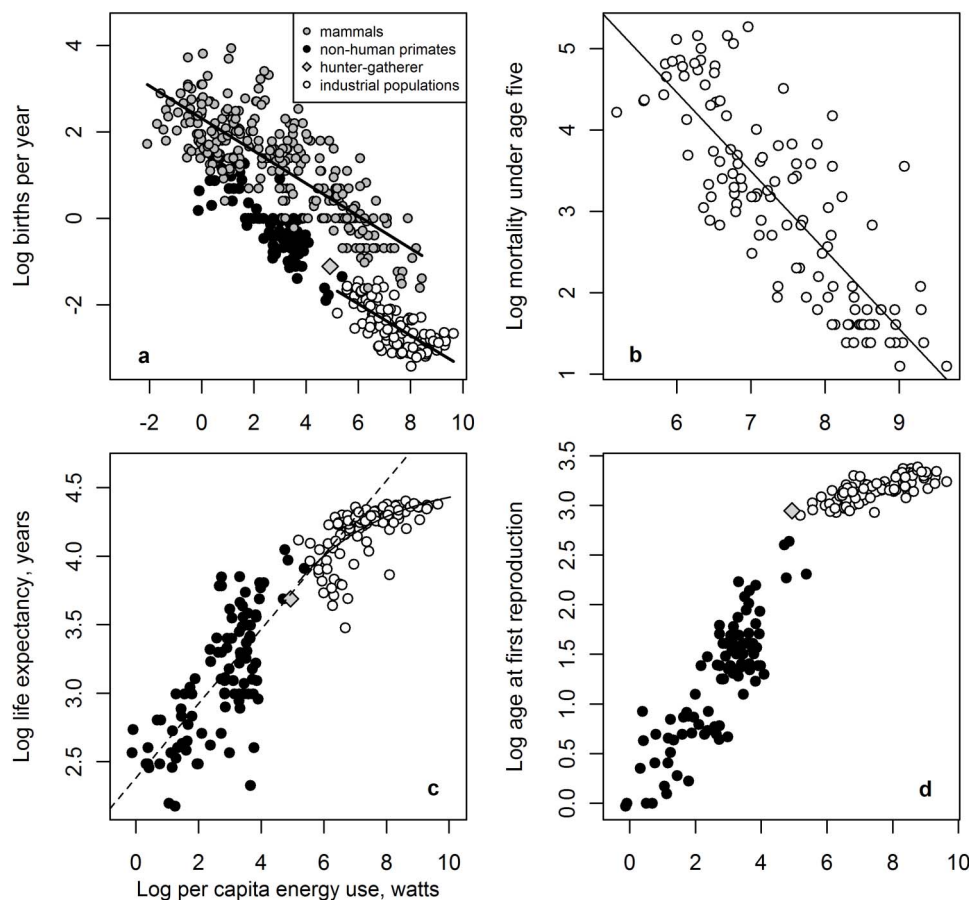 Log births per year
4
2
0
-2
mammals
non-human primates
hunter-gatherer
industrial populations
a
-2 0 2 4 6 8 10
Log mortality under age five
5
4
3
2
1
b
6 7 8 9
Log life expectancy, years
4.5
4.0
3.5
3.0
2.5
c
0 2 4 6 8 10
Log per capita energy use, watts
Log age at first reproduction
3.5
3.0
2.5
2.0
1.5
1.0
0.5
0.0
d
0 2 4 6 8 10